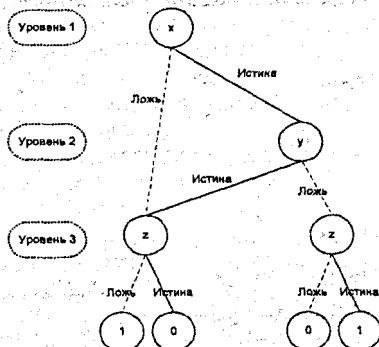 Уровень 1
x
Истина
Ложь
Уровень 2
y
Истина
Ложь
Уровень 3
z
z
Ложь
Истина
Ложь
Истина
1
0
0
1